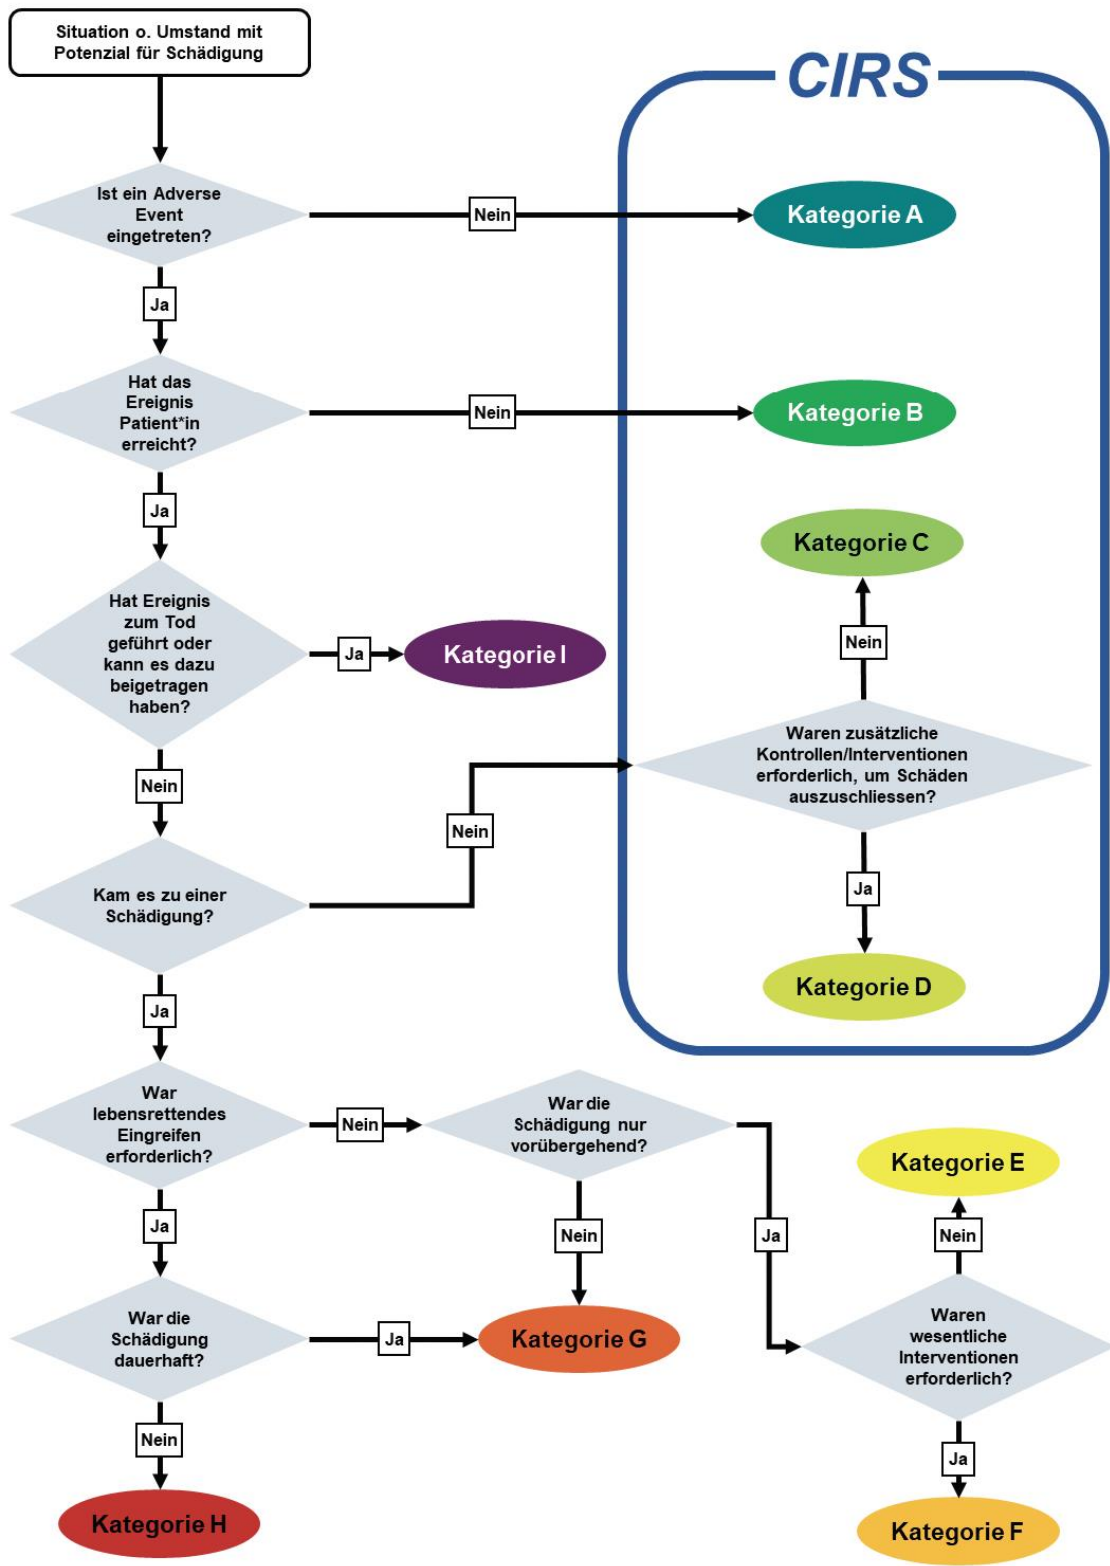 Situation o. Umstand mit
Potenzial für Schädigung
CIRS
Ist ein Adverse
Event
eingetreten?
Nein
Kategorie A
Ja
Hat das
Ereignis
Patient*in
erreicht?
Nein
Kategorie B
Ja
Kategorie C
Hat Ereignis
zum Tod
geführt oder
kann es dazu
beigetragen
haben?
Ja
Kategorie I
Nein
Waren zusätzliche
Kontrollen/Interventionen
erforderlich, um Schäden
auszuschliessen?
Nein
Nein
Kam es zu einer
Schädigung?
Ja
Kategorie D
Ja
War
lebensrettendes
Eingreifen
erforderlich?
Nein
War die
Schädigung nur
vorübergehend?
Kategorie E
Ja
Nein
Ja
Nein
War die
Schädigung
dauerhaft?
Ja
Kategorie G
Waren
wesentliche
Interventionen
erforderlich?
Nein
Ja
Kategorie H
Kategorie F